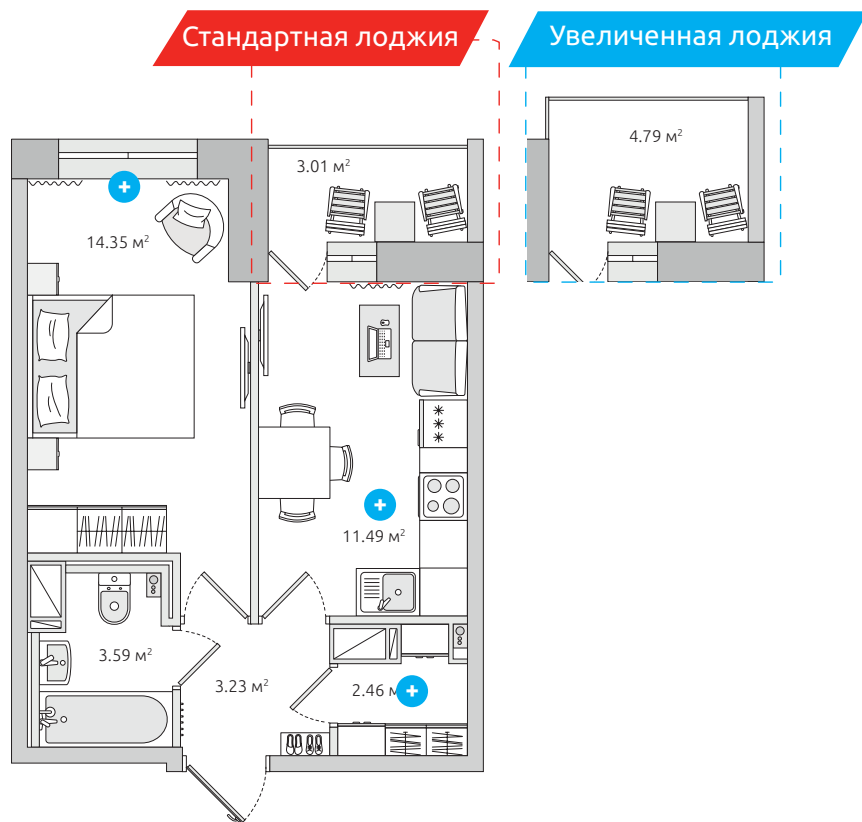 Стандартная лоджия
Увеличенная лоджия
3.01 м²
4.79 м²
14.35 м²
11.49 м²
3.59 м²
3.23 м²
2.46 м